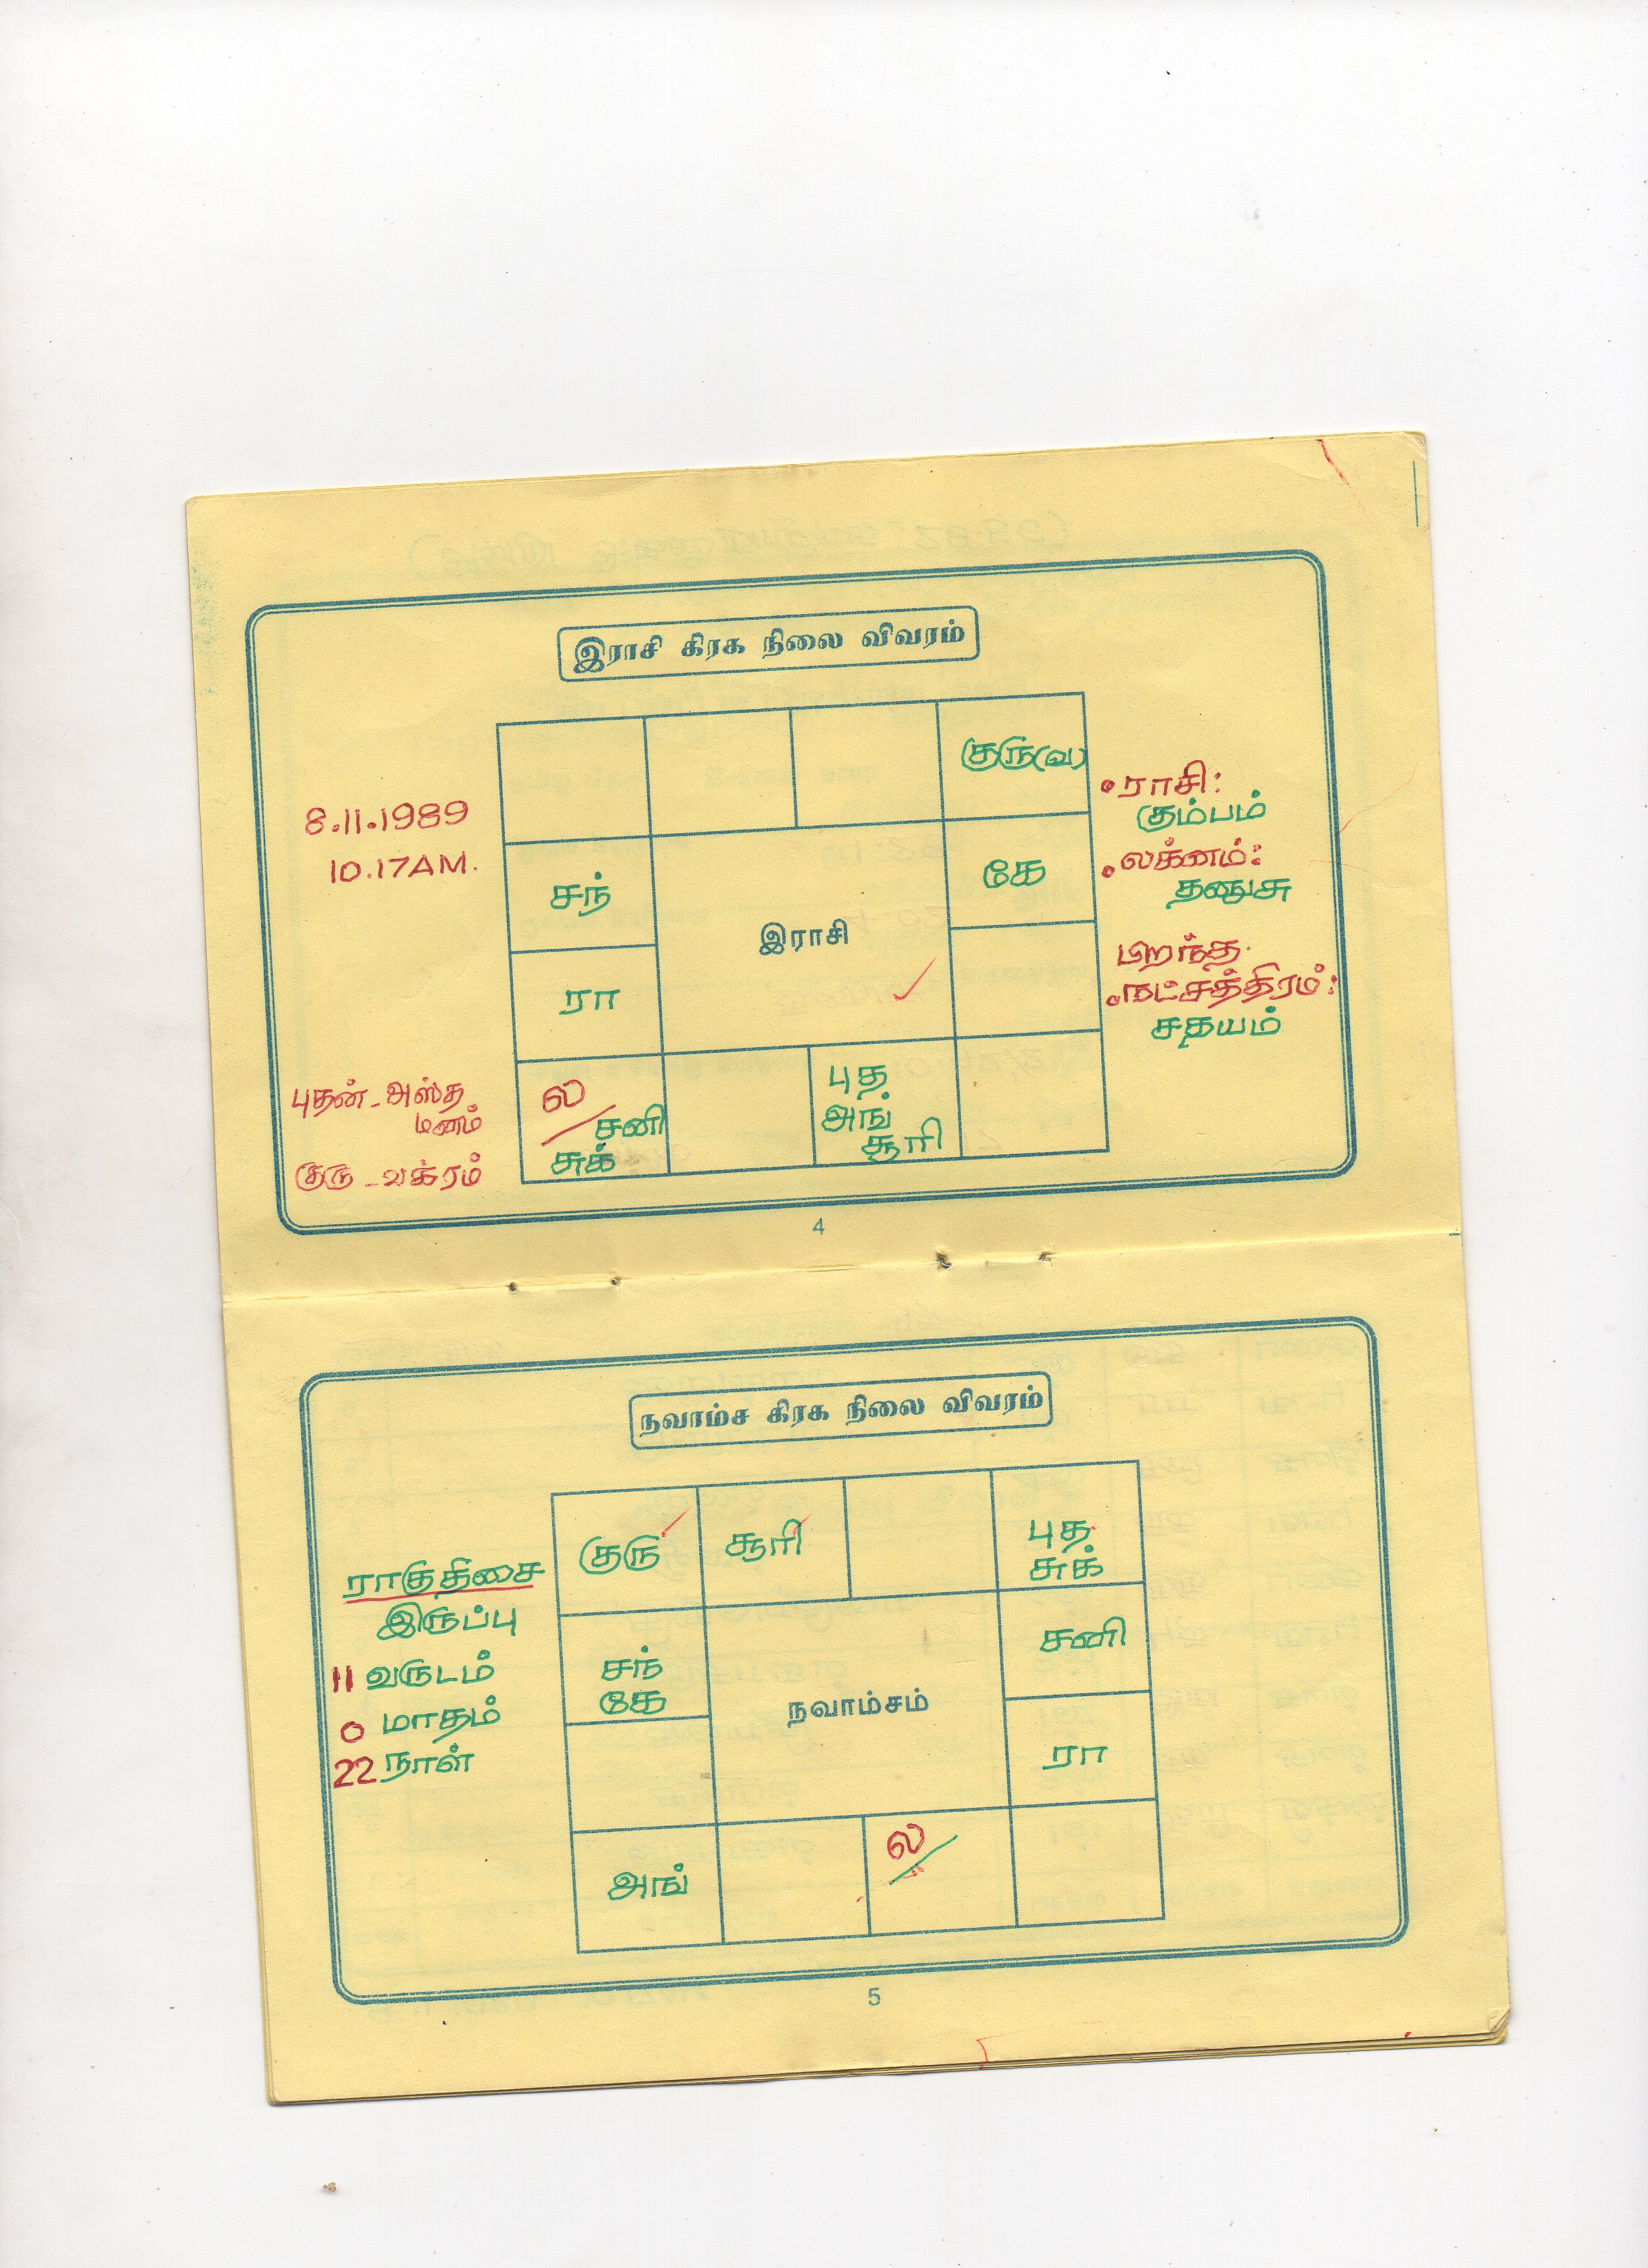 இராசி கிரக நிலை விவரம்
குரு(வ)
8.11.1989
10.17AM.
சந்
கே
• ராசி:
கும்பம்
• லக்னம்:
தனுசு
இராசி
ரா
பிறந்த
• நட்சத்திரம்:
சதயம்
புதன் - அஸ்த
மனம்
குரு - வக்ரம்
ல
சனி
சுக்
புத
அங்
சூரி
4
நவாம்ச கிரக நிலை விவரம்
குரு
சூரி
புத
சுக்
ராகுதிசை
இருப்பு
11 வருடம்
0 மாதம்
22 நாள்
சந்
கே
சனி
நவாம்சம்
ரா
அங்
ல
5